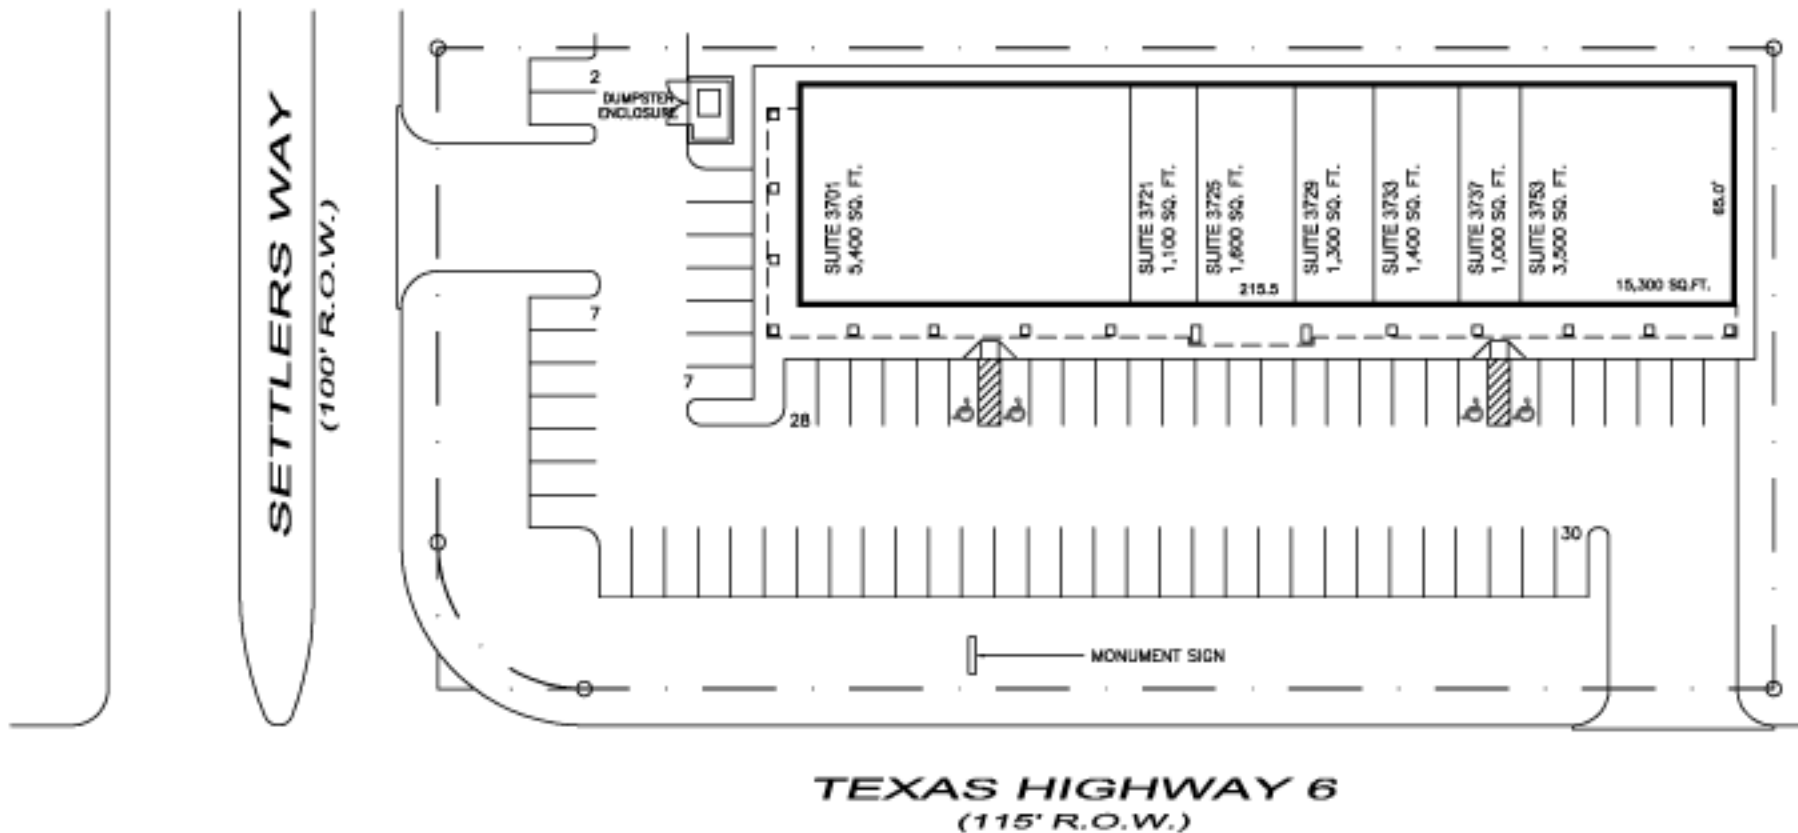 2
DUMPSTER
ENCLOSURE
SETTLERS WAY
(100' R.O.W.)
SUITE 3701
5,400 SQ. FT.
SUITE 3721
1,100 SQ. FT.
SUITE 3725
1,600 SQ. FT.
SUITE 3729
1,300 SQ. FT.
SUITE 3733
1,400 SQ. FT.
SUITE 3737
1,000 SQ. FT.
SUITE 3753
3,500 SQ. FT.
65.0'
215.5
15,300 SQ.FT.
7
7
28
30
MONUMENT SIGN
TEXAS HIGHWAY 6
(115' R.O.W.)